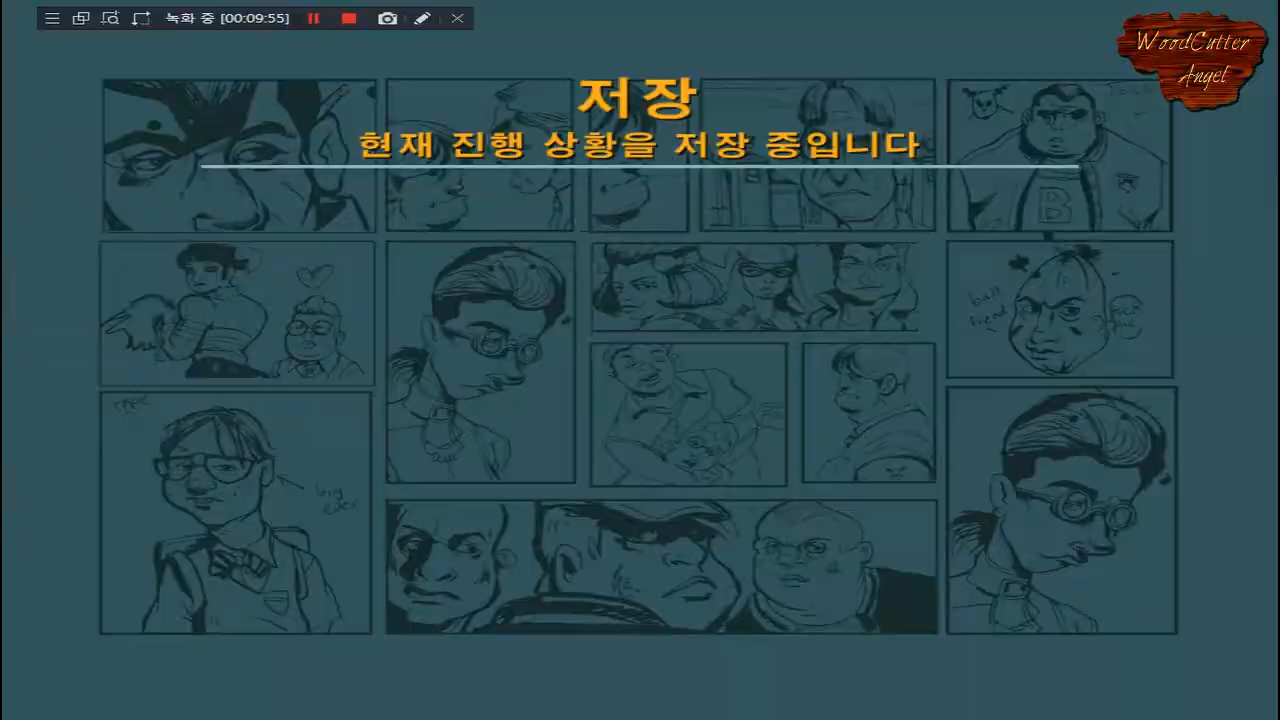 녹화 중 [00:09:55]
WoodCutter
Angel
저장
현재 진행 상황을 저장 중입니다
B